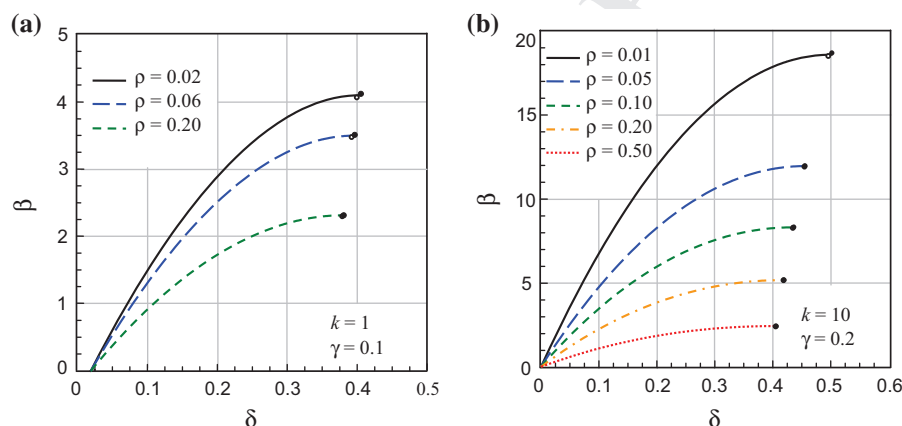 (a)
5
4
3
2
1
0
β
ρ = 0.02
ρ = 0.06
ρ = 0.20
k = 1
γ = 0.1
0 0.1 0.2 0.3 0.4 0.5
δ
(b)
20
15
10
5
0
β
ρ = 0.01
ρ = 0.05
ρ = 0.10
ρ = 0.20
ρ = 0.50
k = 10
γ = 0.2
0 0.1 0.2 0.3 0.4 0.5 0.6
δ